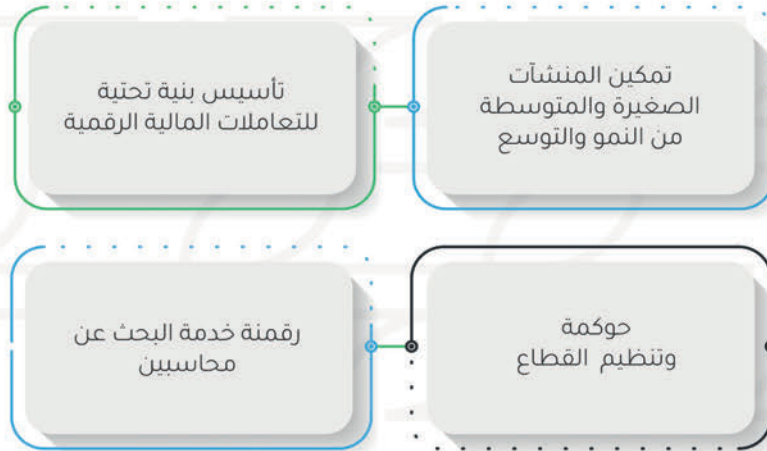 تمكين المنشآت
الصغيرة والمتوسطة
من النمو والتوسع
تأسيس بنية تحتية
للتعاملات المالية الرقمية
حوكمة
وتنظيم القطاع
رقمنة خدمة البحث عن
محاسبين